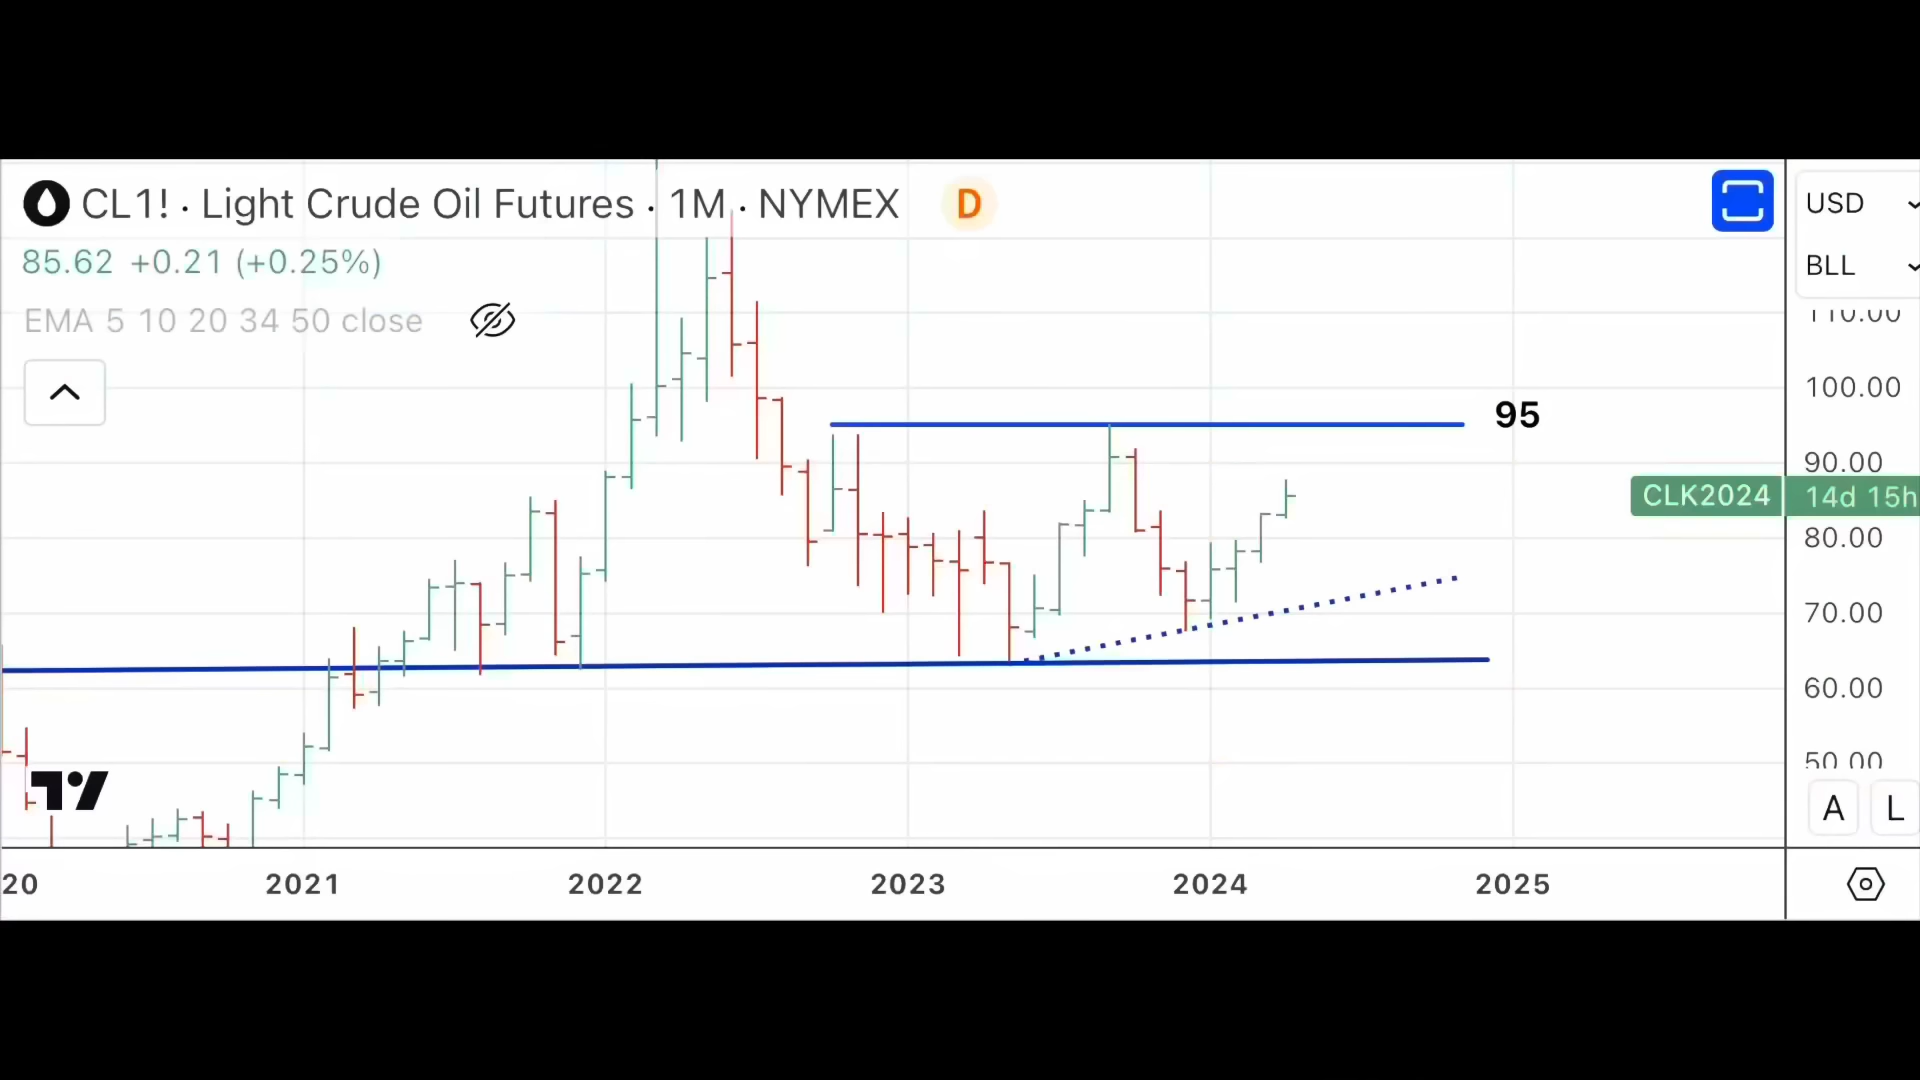 CL1! · Light Crude Oil Futures · 1M · NYMEX D
USD
85.62 +0.21 (+0.25%)
BLL
EMA 5 10 20 34 50 close
110.00
100.00
95
90.00
CLK2024 14d 15h
80.00
70.00
60.00
50.00
A L
20 2021 2022 2023 2024 2025